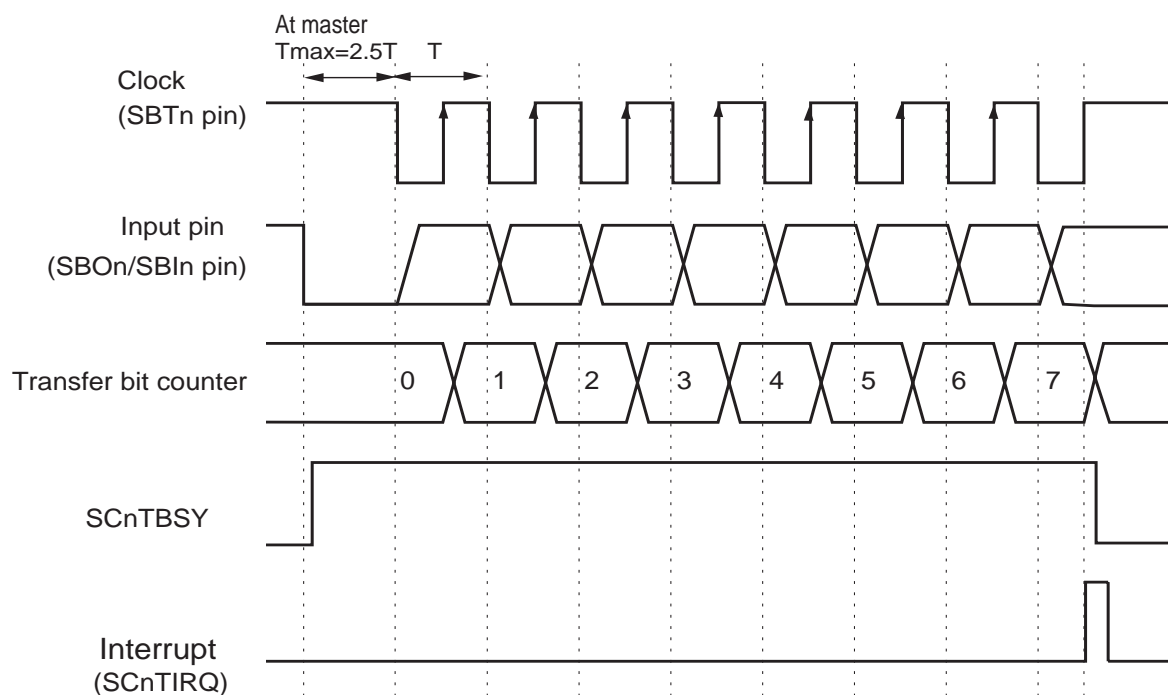 At master
Tmax=2.5T T
Clock
(SBTn pin)
Input pin
(SBOn/SBIn pin)
Transfer bit counter
0 1 2 3 4 5 6 7
SCnTBSY
Interrupt
(SCnTIRQ)